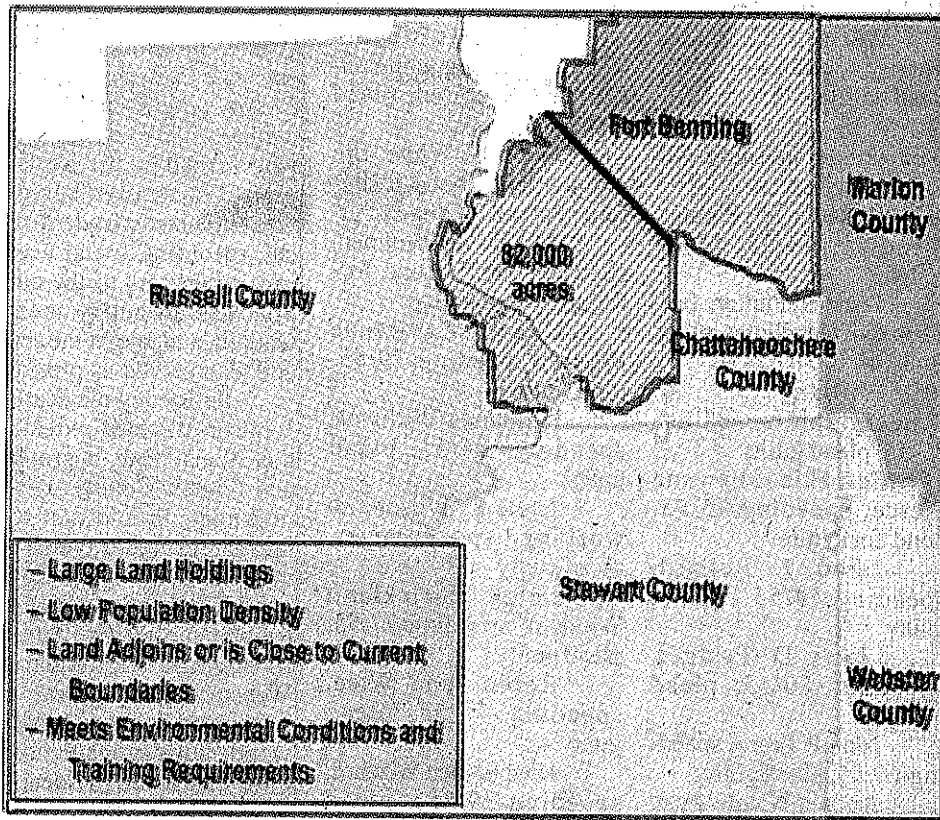 Fort Benning
Marion
County
82,000
acres
Russell County
Chattahoochee
County
– Large Land Holdings
– Low Population Density
– Land Adjoins or is Close to Current
Boundaries
– Meets Environmental Conditions and
Training Requirements
Stewart County
Webster
County